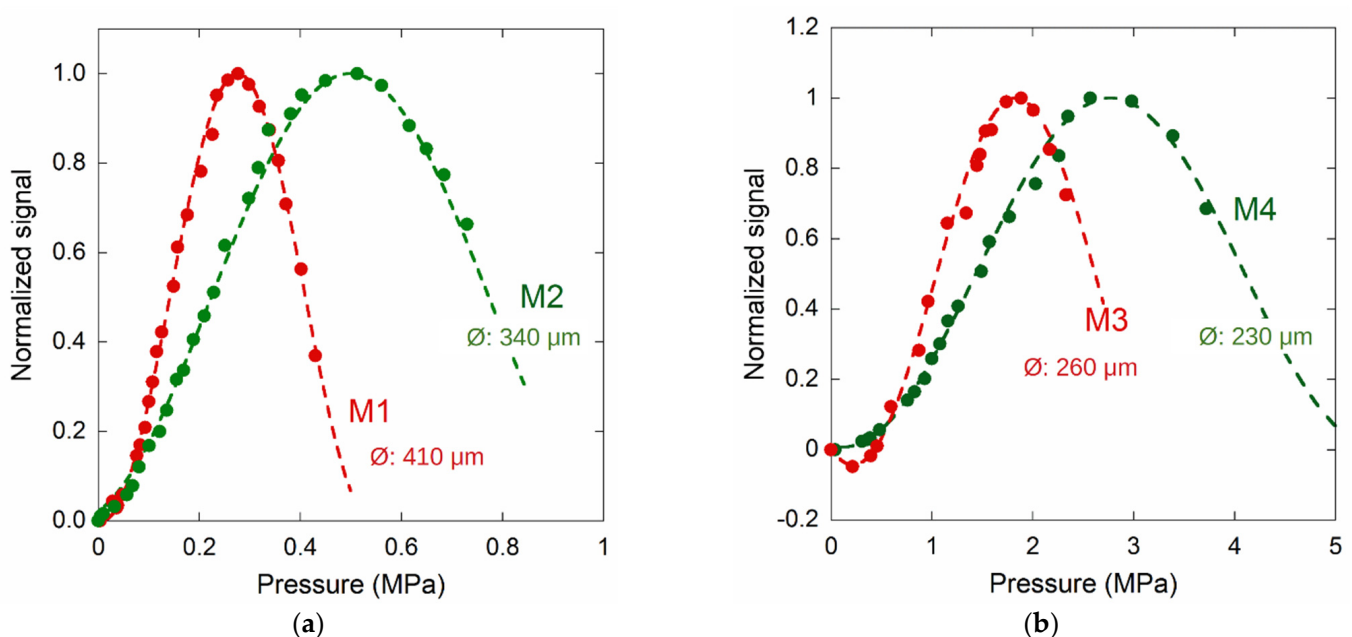 1.0
0.8
0.6
0.4
0.2
0.0
Normalized signal
M1
Ø: 410 µm
M2
Ø: 340 µm
0 0.2 0.4 0.6 0.8 1
Pressure (MPa)
(a)
1.2
1
0.8
0.6
0.4
0.2
0
-0.2
Normalized signal
M4
Ø: 230 µm
M3
Ø: 260 µm
0 1 2 3 4 5
Pressure (MPa)
(b)